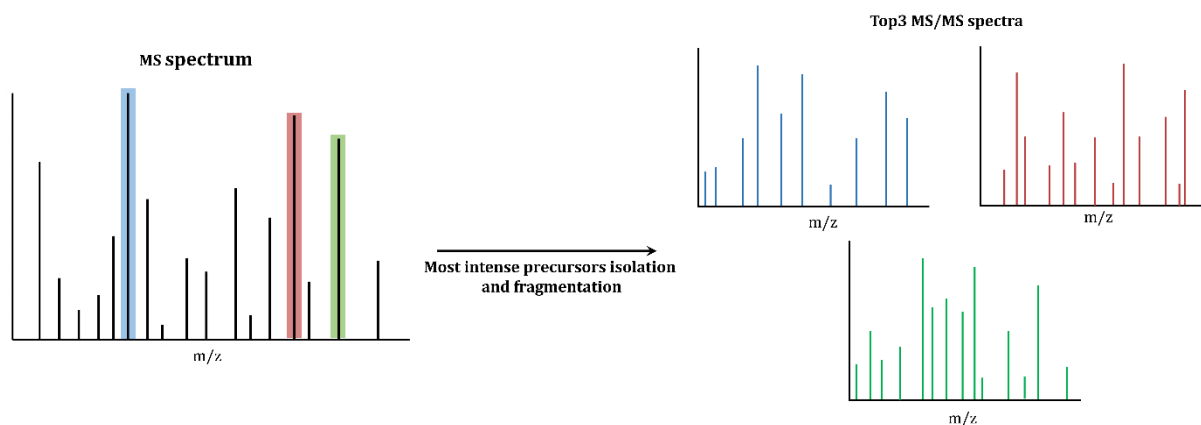 MS spectrum
m/z
Most intense precursors isolation
and fragmentation
Top3 MS/MS spectra
m/z
m/z
m/z